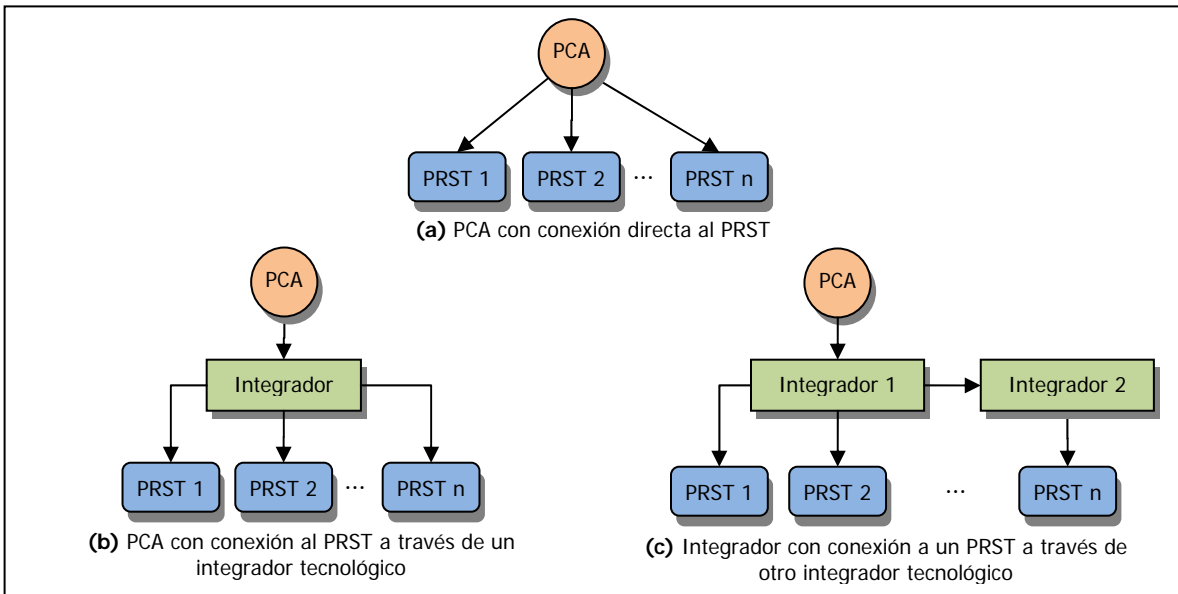 PCA
PRST 1
PRST 2
...
PRST n
(a) PCA con conexión directa al PRST
PCA
Integrador
PRST 1
PRST 2
...
PRST n
(b) PCA con conexión al PRST a través de un
integrador tecnológico
PCA
Integrador 1
Integrador 2
PRST 1
PRST 2
...
PRST n
(c) Integrador con conexión a un PRST a través de
otro integrador tecnológico